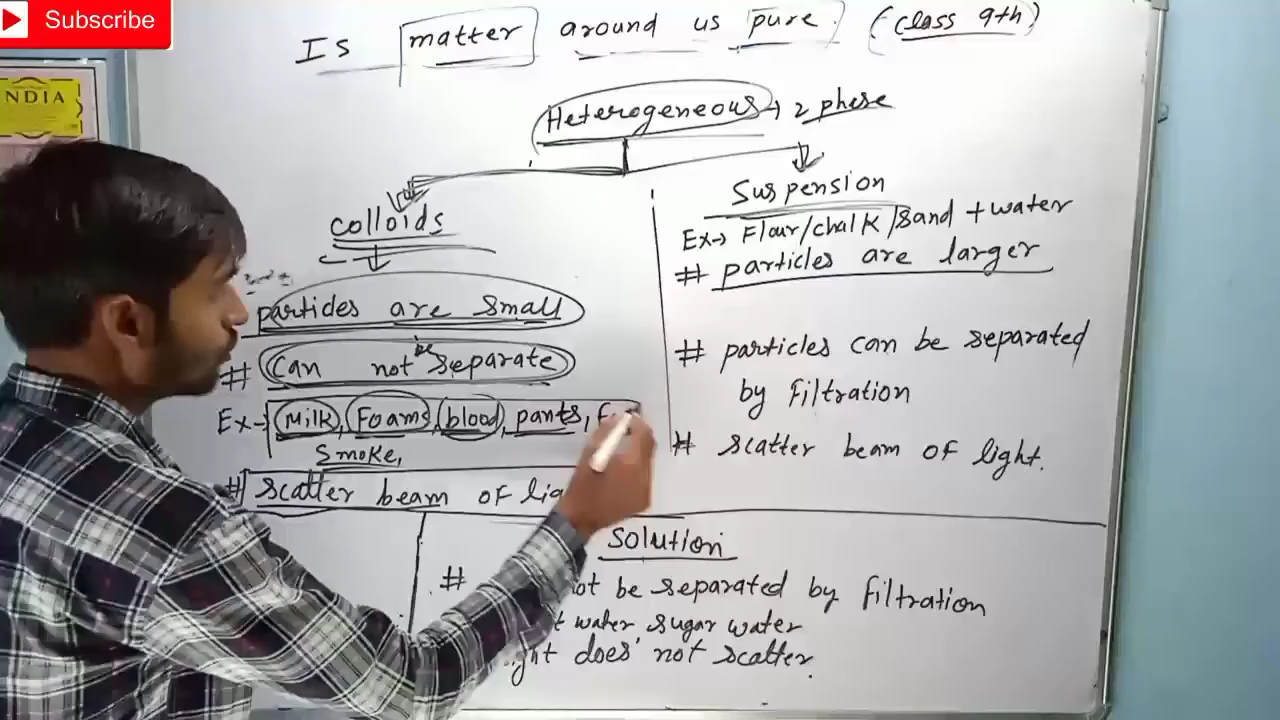 Subscribe
Is matter around us pure. (class 9th)
NDIA
Heterogeneous → 2 phase
colloids
particles are small
# Can not be separate
Ex→ Milk, Foams, blood, pants,
Smoke,
# scatter beam of
Suspension
Ex→ Flour/chalk/sand + water
# particles are larger
# particles can be separated
by filtration
# scatter beam of light.
Solution
# not be separated by filtration
water sugar water
does not scatter.